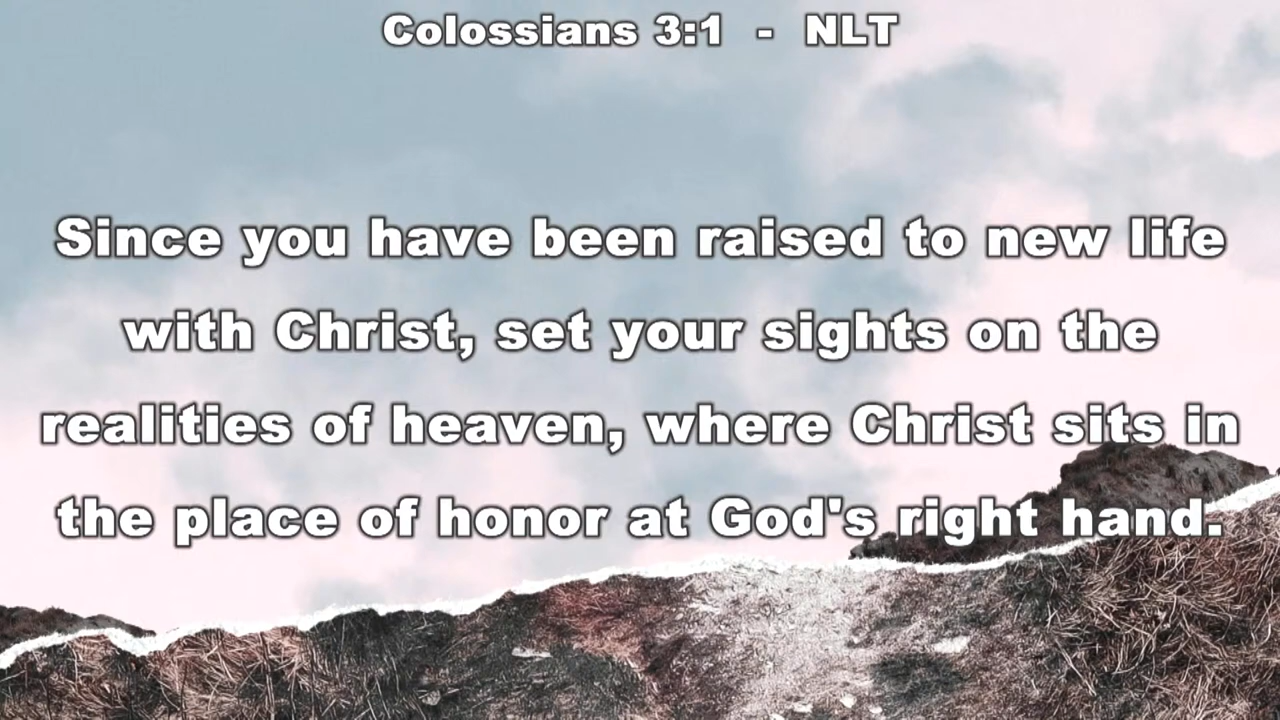 Colossians 3:1 - NLT
Since you have been raised to new life
with Christ, set your sights on the
realities of heaven, where Christ sits in
the place of honor at God's right hand.